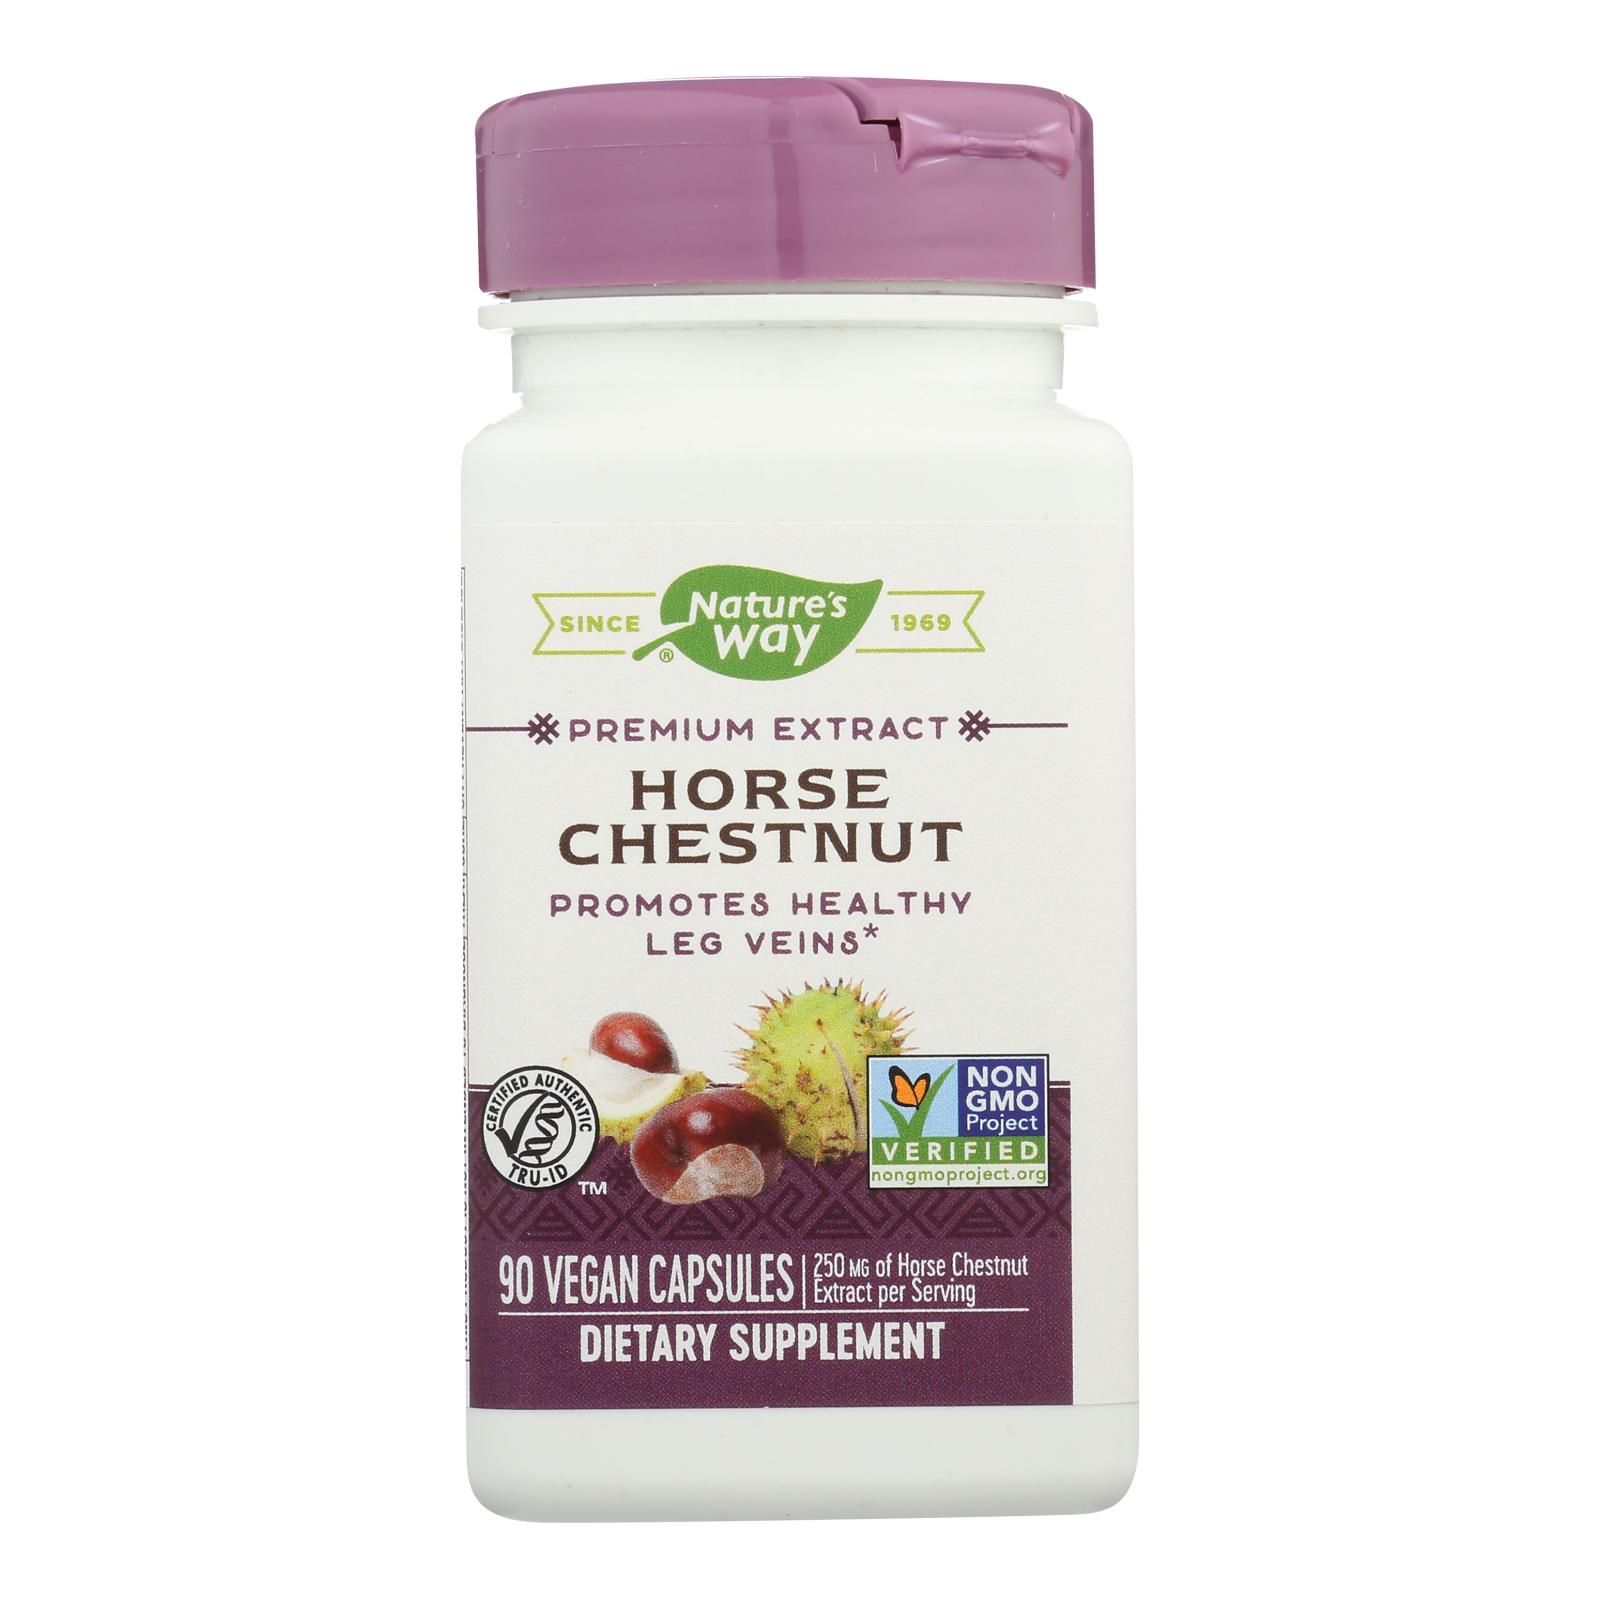 SINCE Nature's 1969
Way
®
PREMIUM EXTRACT
HORSE
CHESTNUT
PROMOTES HEALTHY
LEG VEINS*
CERTIFIED AUTHENTIC
TRU-ID
TM
NON
GMO
Project
VERIFIED
nongmoproject.org
90 VEGAN CAPSULES
250 MG of Horse Chestnut
Extract per Serving
DIETARY SUPPLEMENT